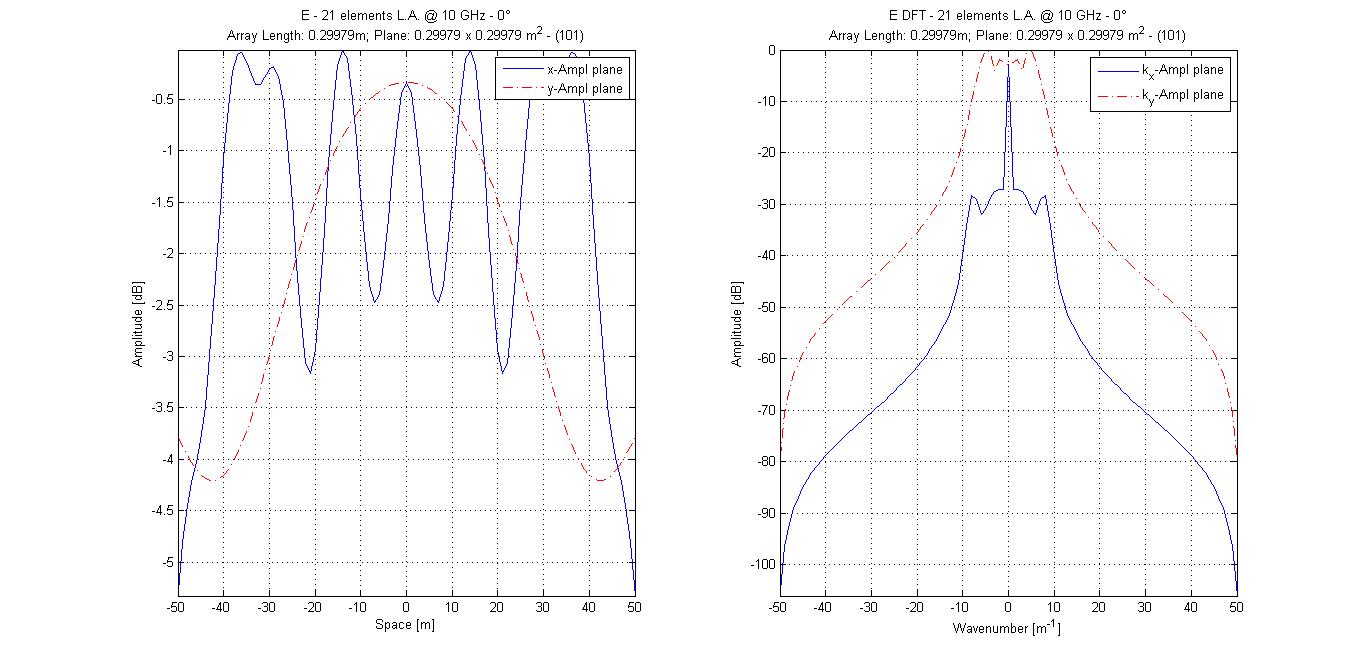 E - 21 elements L.A. @ 10 GHz - 0°
Array Length: 0.29979m; Plane: 0.29979 x 0.29979 m² - (101)
x-Ampl plane
y-Ampl plane
-0.5
-1
-1.5
-2
-2.5
-3
-3.5
-4
-4.5
-5
Amplitude [dB]
-50 -40 -30 -20 -10 0 10 20 30 40 50
Space [m]
E DFT - 21 elements L.A. @ 10 GHz - 0°
Array Length: 0.29979m; Plane: 0.29979 x 0.29979 m² - (101)
kx-Ampl plane
ky-Ampl plane
0
-10
-20
-30
-40
-50
-60
-70
-80
-90
-100
Amplitude [dB]
-50 -40 -30 -20 -10 0 10 20 30 40 50
Wavenumber [m⁻¹]